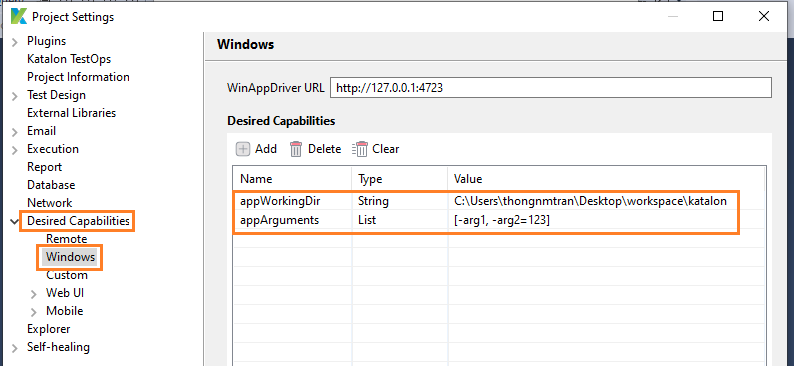 Project Settings
Plugins
Katalon TestOps
Project Information
Test Design
External Libraries
Email
Execution
Report
Database
Network
Desired Capabilities
Remote
Windows
Custom
Web UI
Mobile
Explorer
Self-healing
Windows
WinAppDriver URL http://127.0.0.1:4723
Desired Capabilities
Add Delete Clear
Name Type Value
appWorkingDir String C:\Users\thongnmtran\Desktop\workspace\katalon
appArguments List [-arg1, -arg2=123]